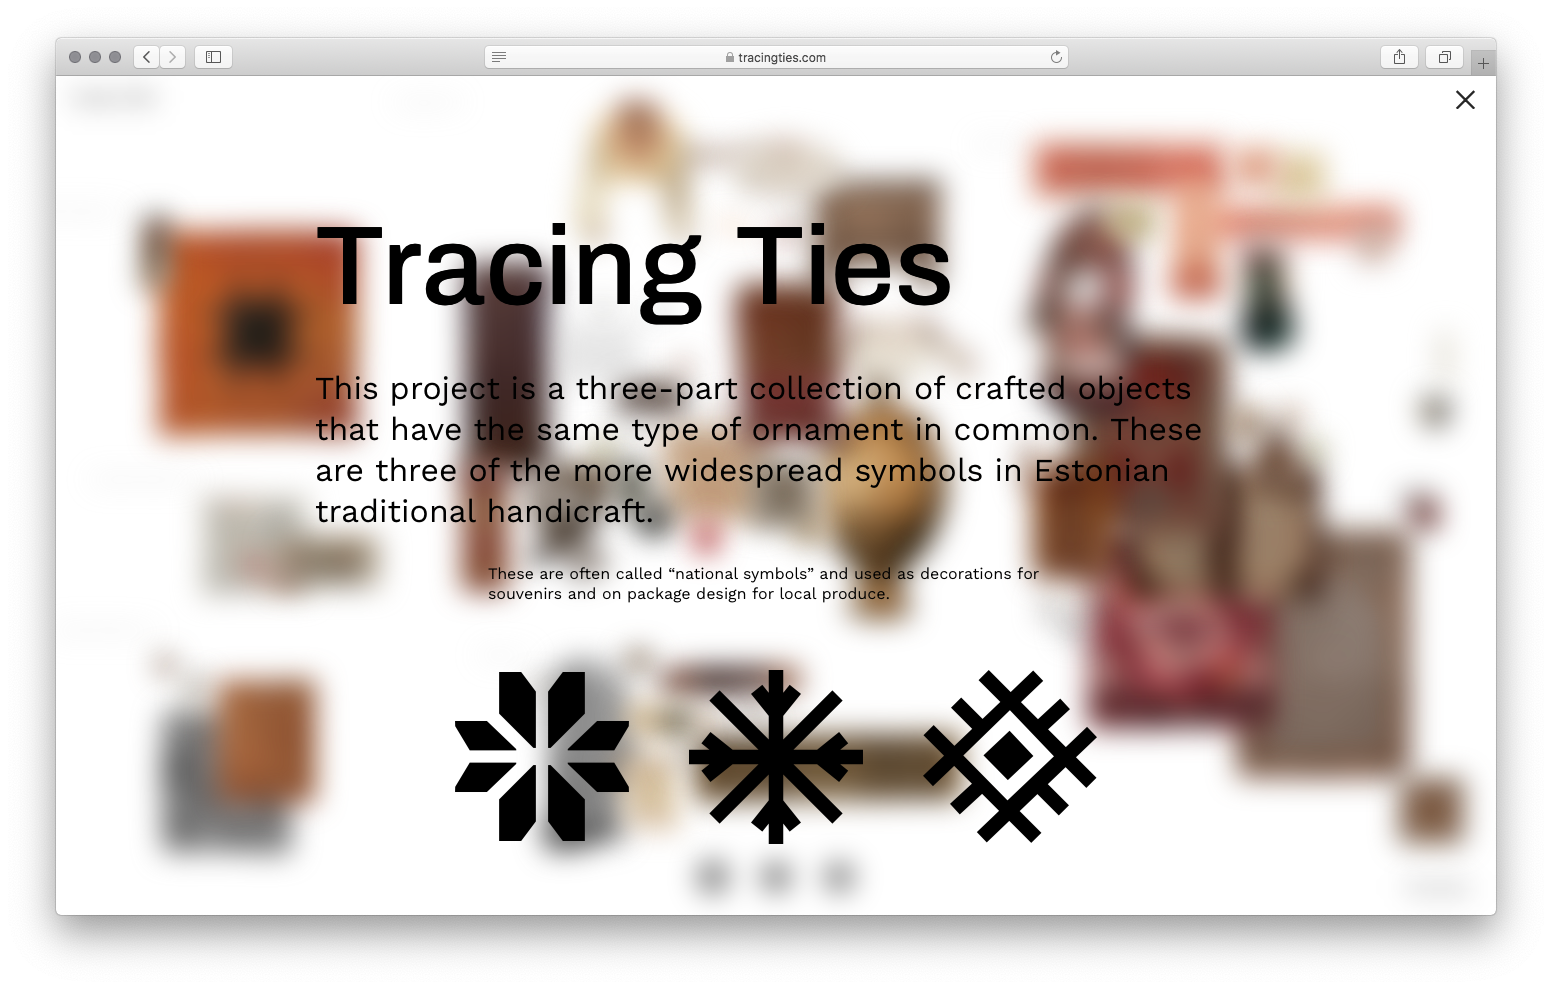 tracingties.com
Tracing Ties
This project is a three-part collection of crafted objects
that have the same type of ornament in common. These
are three of the more widespread symbols in Estonian
traditional handicraft.
These are often called “national symbols” and used as decorations for
souvenirs and on package design for local produce.